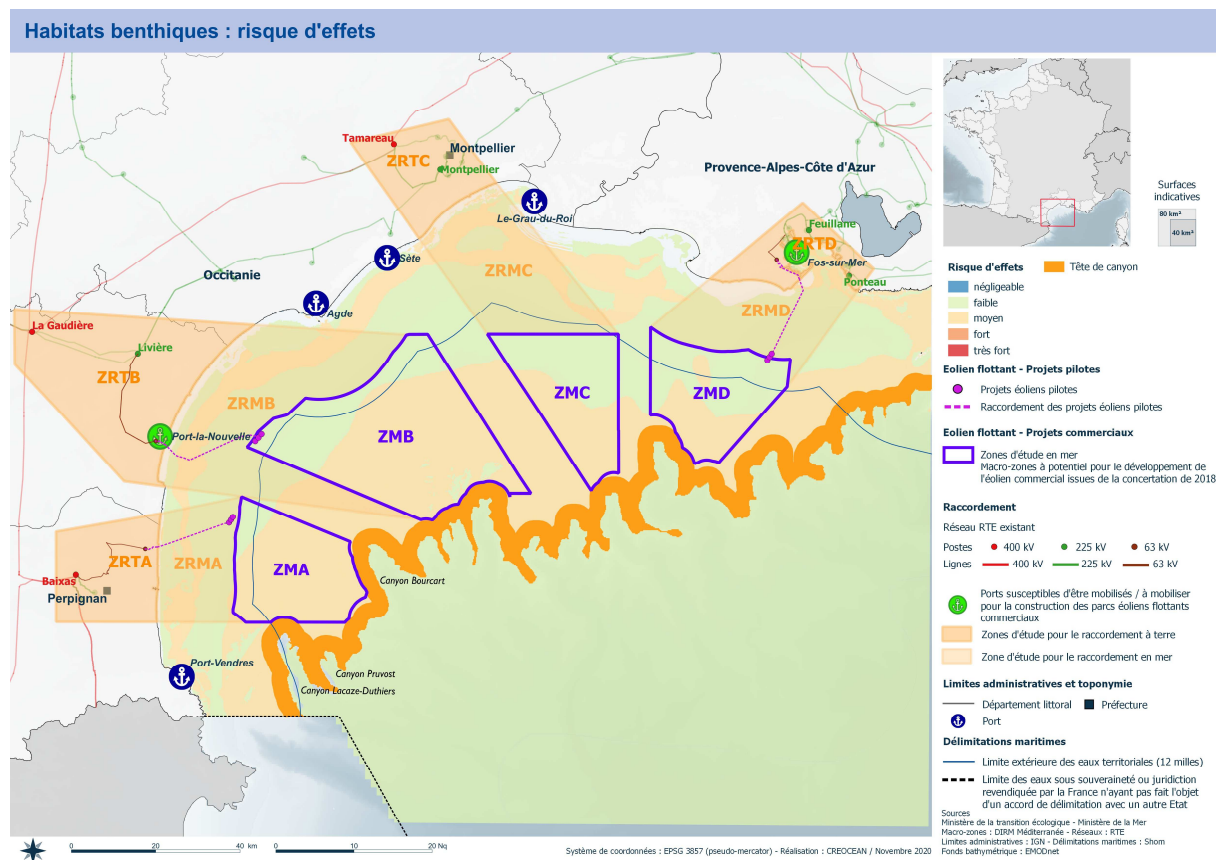 Habitats benthiques : risque d'effets
Tamareau
ZRTC
Montpellier
Montpellier
Provence-Alpes-Côte d'Azur
Le-Grau-du-Roi
Feuillane
ZRTD
Fos-sur-Mer
Ponteau
Sète
Occitanie
ZRMC
Agde
ZRMD
La Gaudière
Livière
ZRTB
ZRMB
ZMC
ZMD
Port-la-Nouvelle
ZMB
ZRTA
ZRMA
ZMA
Baixas
Perpignan
Canyon Bourcart
Port-Vendres
Canyon Pruvost
Canyon Lacaze-Duthiers
0 20 40 km
0 10 20 Nq
Système de coordonnées : EPSG 3857 (pseudo-mercator) - Réalisation : CREOCEAN / Novembre 2020
Surfaces
indicatives
80 km²
40 km²
Risque d'effets
Tête de canyon
négligeable
faible
moyen
fort
très fort
Eolien flottant - Projets pilotes
Projets éoliens pilotes
Raccordement des projets éoliens pilotes
Eolien flottant - Projets commerciaux
Zones d'étude en mer
Macro-zones à potentiel pour le développement de
l'éolien commercial issues de la concertation de 2018
Raccordement
Réseau RTE existant
Postes 400 kV 225 kV 63 kV
Lignes 400 kV 225 kV 63 kV
Ports susceptibles d'être mobilisés / à mobiliser
pour la construction des parcs éoliens flottants
commerciaux
Zones d'étude pour le raccordement à terre
Zone d'étude pour le raccordement en mer
Limites administratives et toponymie
Département littoral Préfecture
Port
Délimitations maritimes
Limite extérieure des eaux territoriales (12 milles)
Limite des eaux sous souveraineté ou juridiction
revendiquée par la France n'ayant pas fait l'objet
d'un accord de délimitation avec un autre Etat
Sources
Ministère de la transition écologique - Ministère de la Mer
Macro-zones : DIRM Méditerranée - Réseaux : RTE
Limites administratives : IGN - Délimitations maritimes : Shom
Fonds bathymétrique : EMODnet